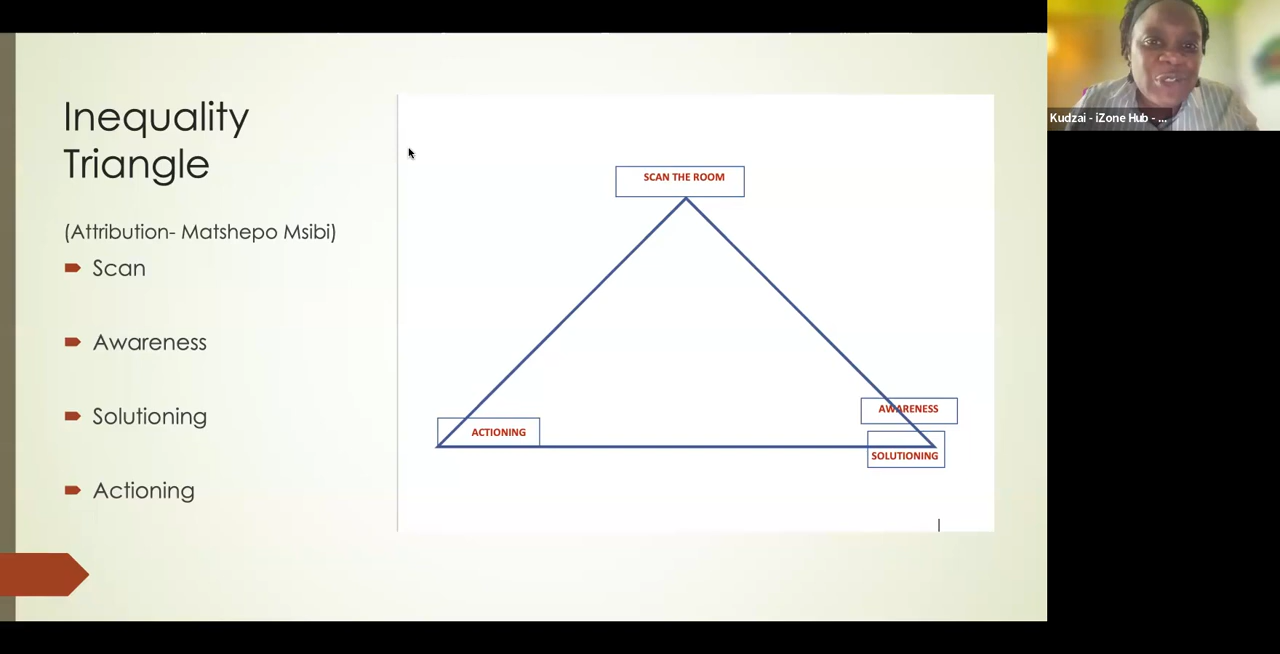 Inequality
Triangle
(Attribution- Matshepo Msibi)
Scan
Awareness
Solutioning
Actioning
SCAN THE ROOM
AWARENESS
ACTIONING
SOLUTIONING
Kudzai - iZone Hub - ...